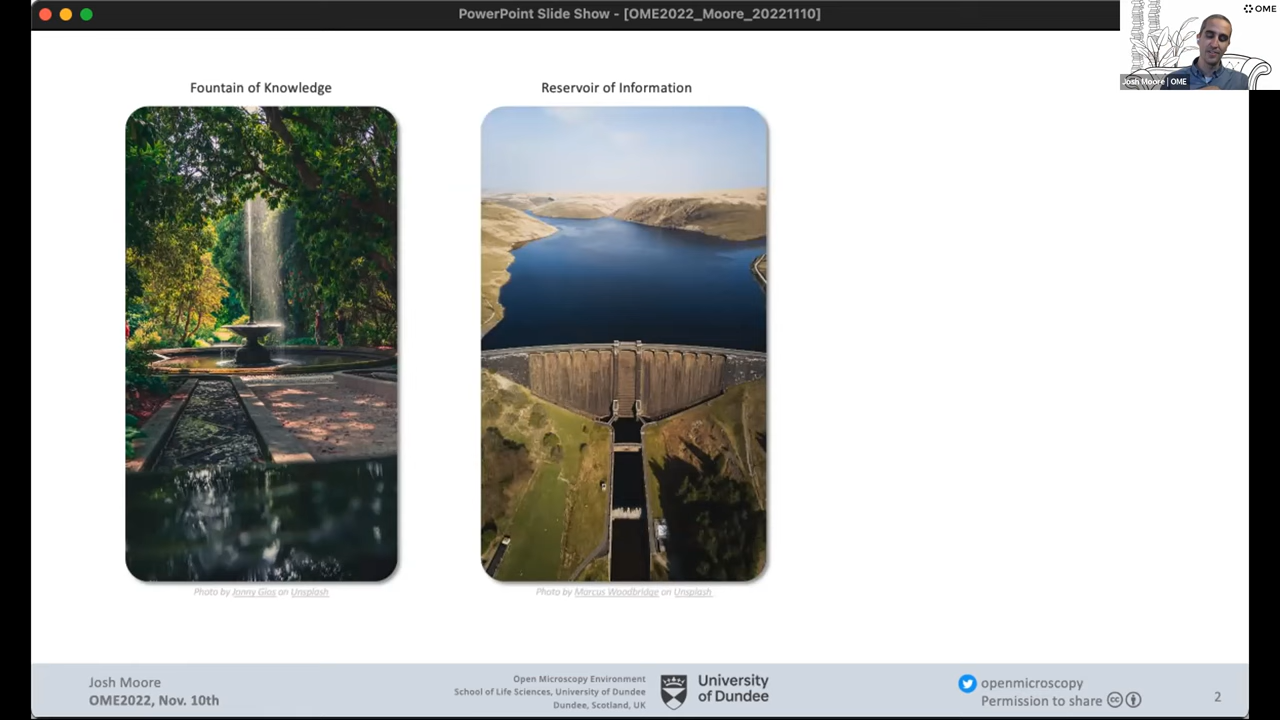 PowerPoint Slide Show - [OME2022_Moore_20221110]
OME
Josh Moore | OME
Fountain of Knowledge
Reservoir of Information
Photo by Jonny Gios on Unsplash
Photo by Marcus Woodbridge on Unsplash
Josh Moore
OME2022, Nov. 10th
Open Microscopy Environment
School of Life Sciences, University of Dundee
Dundee, Scotland, UK
University
of Dundee
openmicroscopy
Permission to share
2